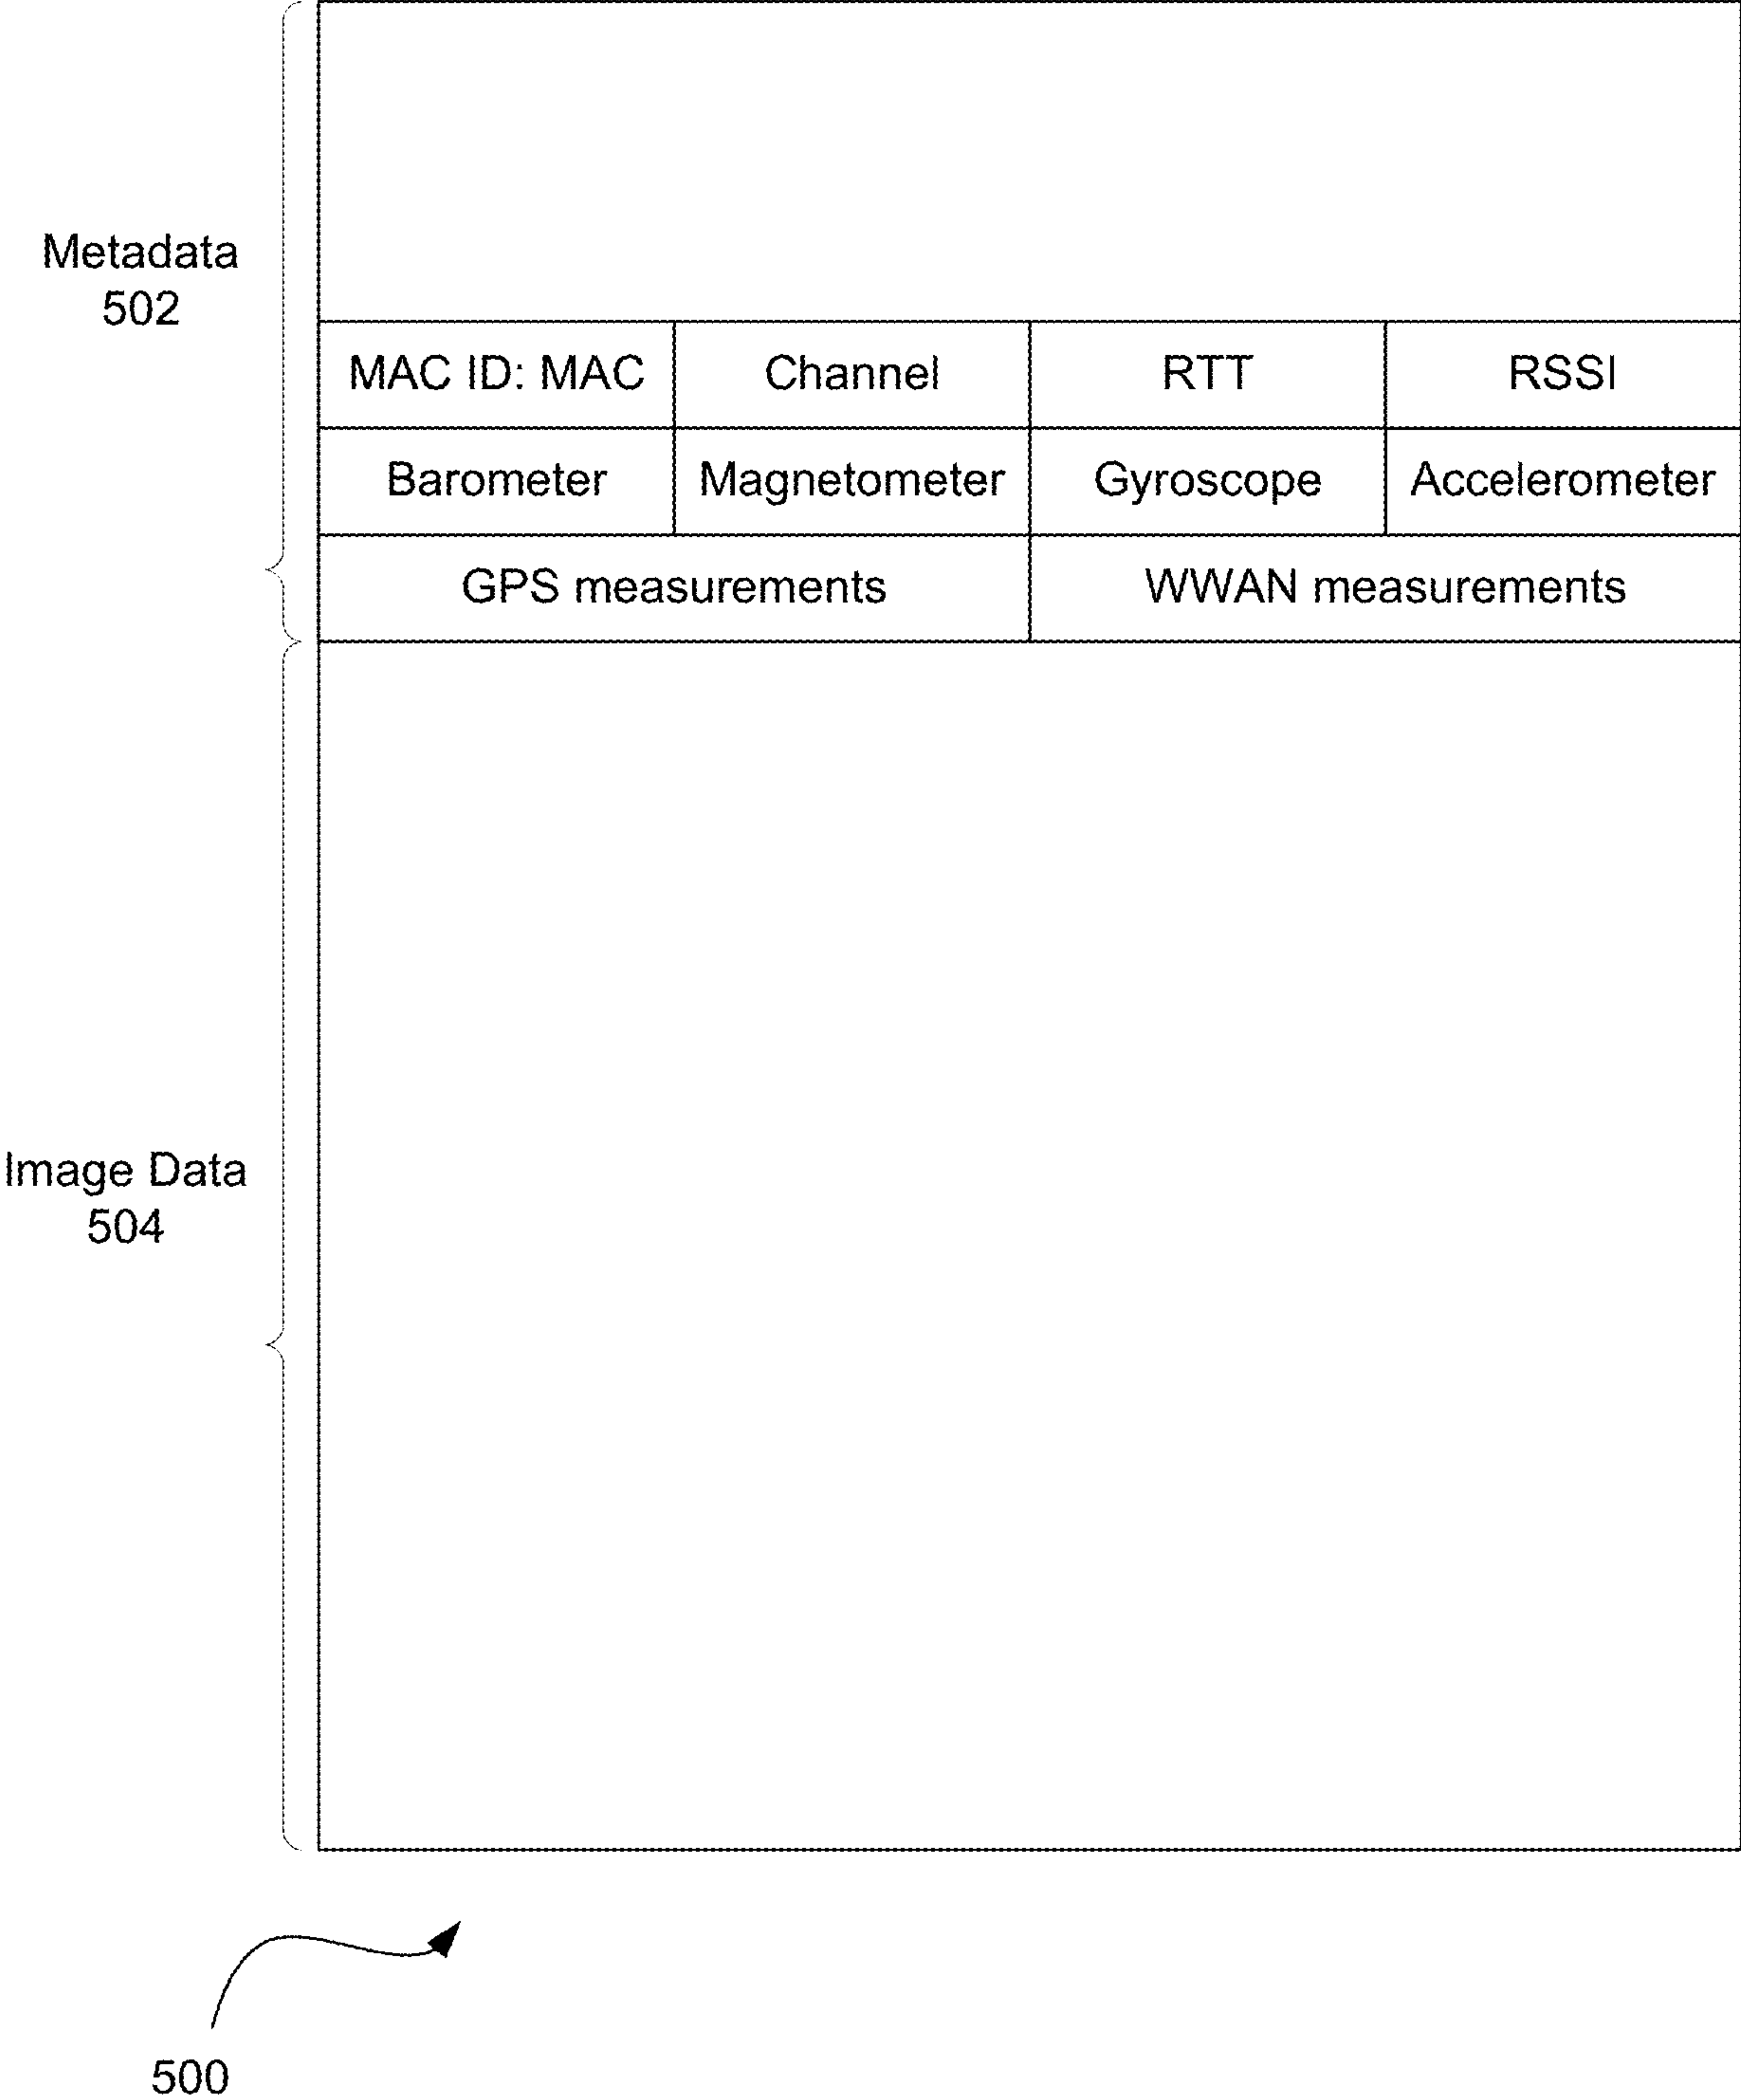 Metadata
502
MAC ID: MAC Channel RTT RSSI
Barometer Magnetometer Gyroscope Accelerometer
GPS measurements WWAN measurements
Image Data
504
500